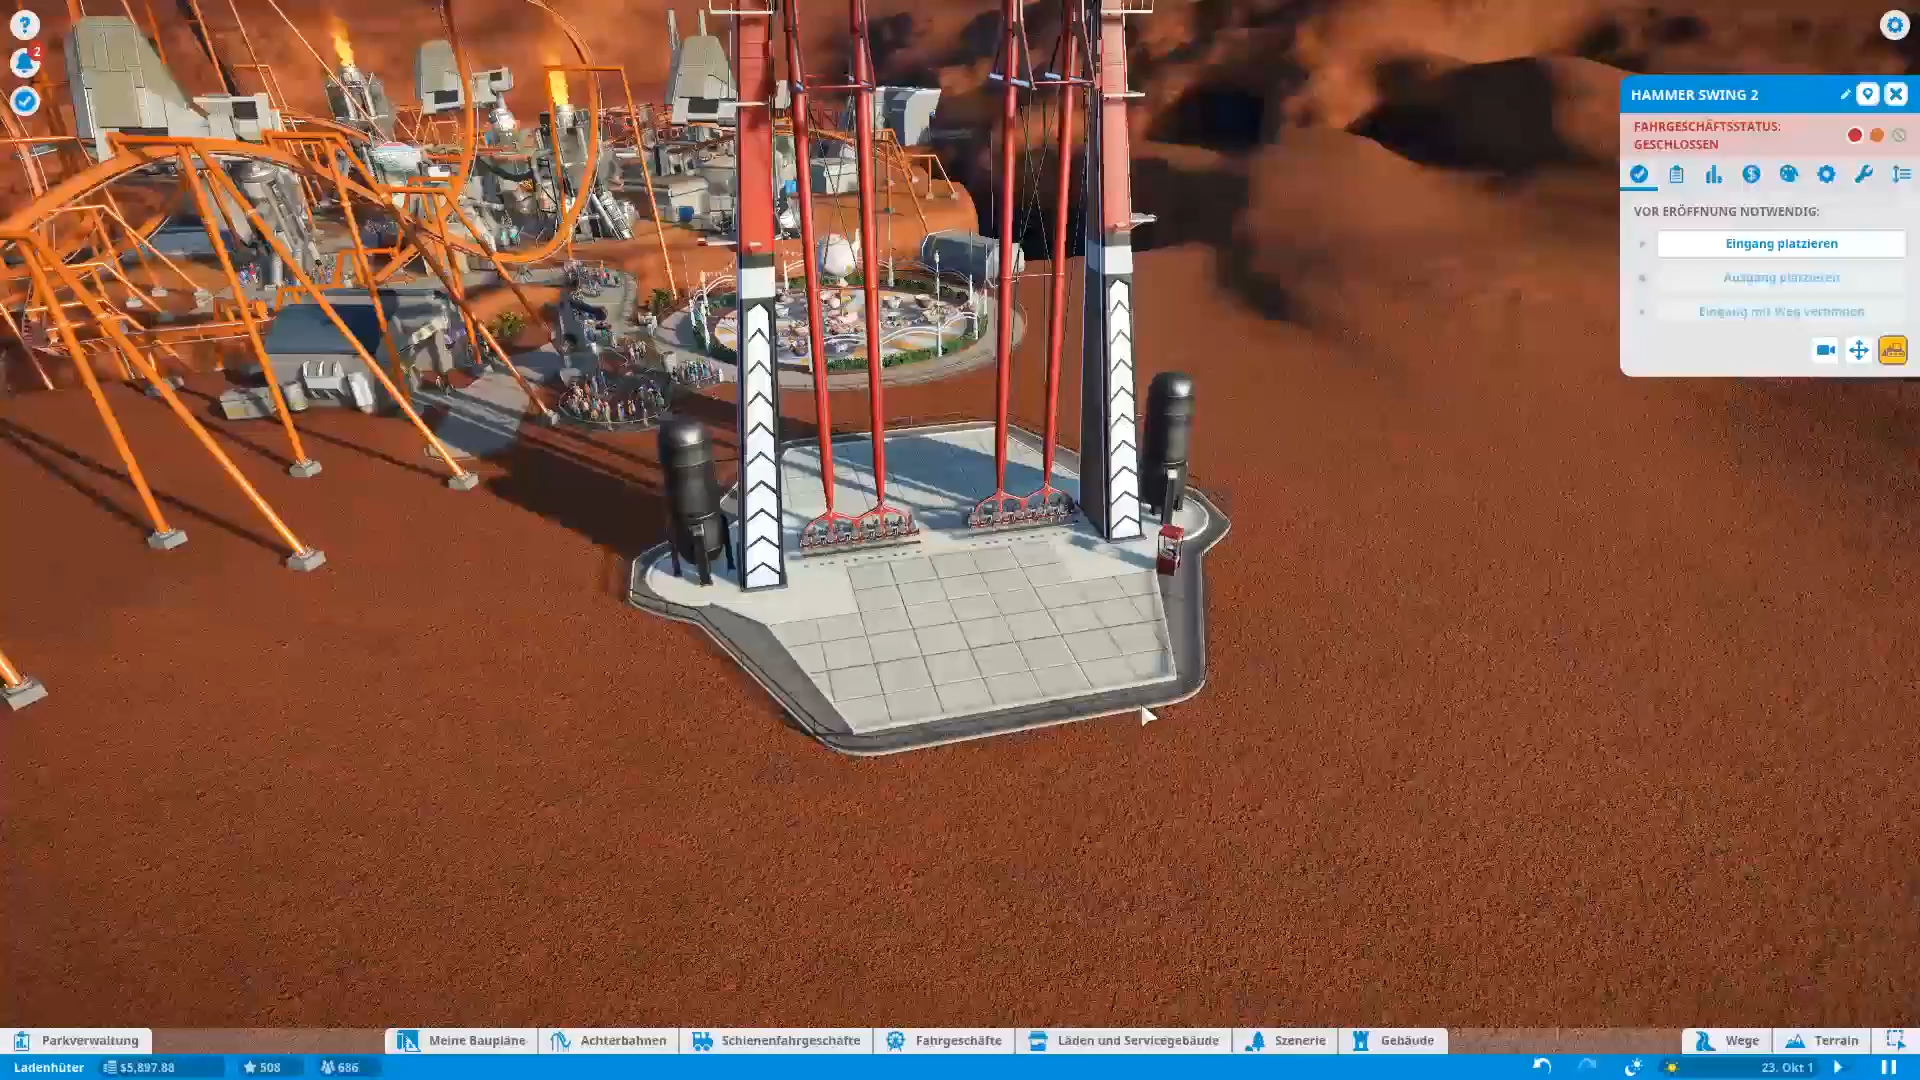 ?
2
HAMMER SWING 2
FAHRGESCHÄFTSSTATUS:
GESCHLOSSEN
VOR ERÖFFNUNG NOTWENDIG:
Eingang platzieren
Ausgang platzieren
Eingang mit Weg verbinden
Parkverwaltung
Meine Baupläne
Achterbahnen
Schienenfahrgeschäfte
Fahrgeschäfte
Läden und Servicegebäude
Szenerie
Gebäude
Wege
Terrain
Ladenhüter
$5,897.88
508
686
23. Okt 1